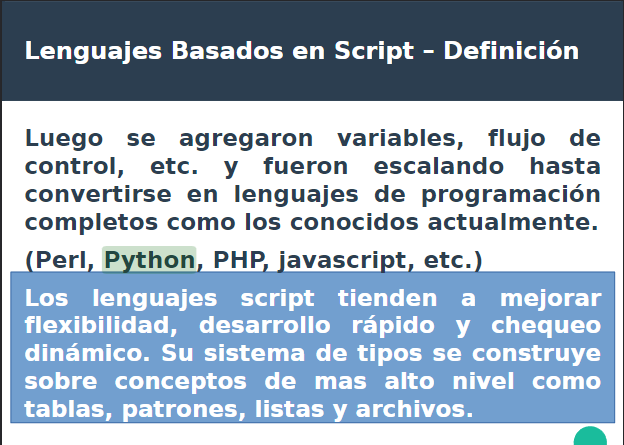 Lenguajes Basados en Script – Definición
Luego se agregaron variables, flujo de
control, etc. y fueron escalando hasta
convertirse en lenguajes de programación
completos como los conocidos actualmente.
(Perl, Python, PHP, javascript, etc.)
Los lenguajes script tienden a mejorar
flexibilidad, desarrollo rápido y chequeo
dinámico. Su sistema de tipos se construye
sobre conceptos de mas alto nivel como
tablas, patrones, listas y archivos.